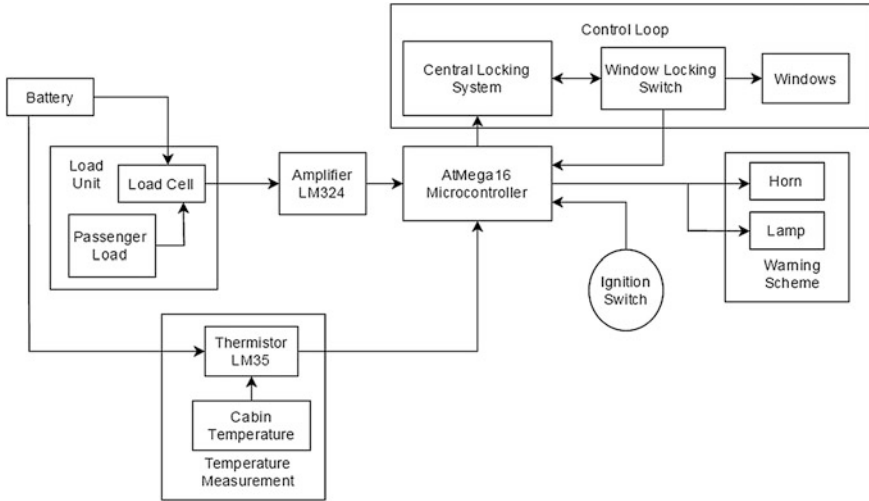 Control Loop
Central Locking
System
Window Locking
Switch
Windows
Battery
Load
Unit
Load Cell
Passenger
Load
Amplifier
LM324
AtMega16
Microcontroller
Horn
Lamp
Warning
Scheme
Ignition
Switch
Thermistor
LM35
Cabin
Temperature
Temperature
Measurement